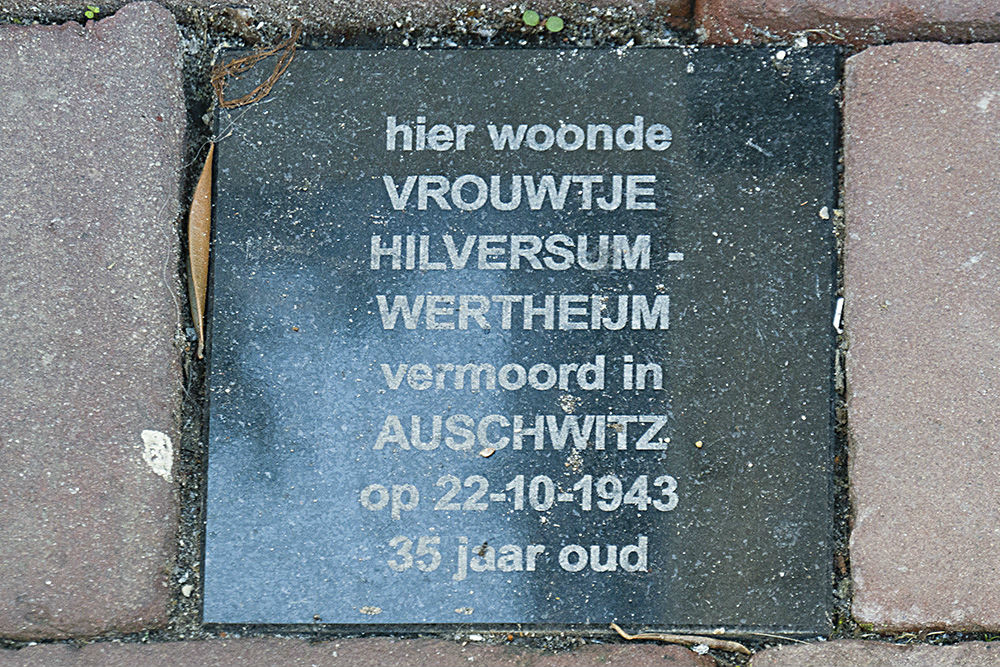 hier woonde
VROUWTJE
HILVERSUM -
WERTHEIJM
vermoord in
AUSCHWITZ
op 22-10-1943
35 jaar oud